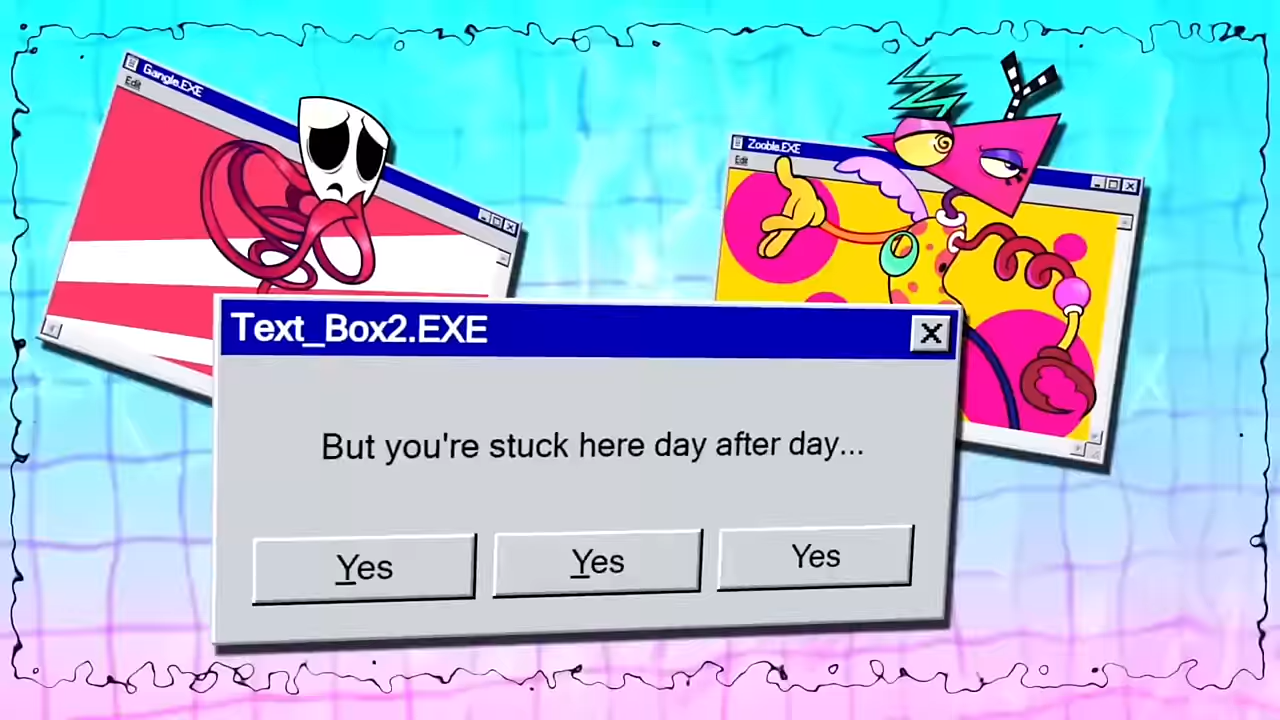 Gangle.EXE
Edit
Zooble.EXE
Edit
Text_Box2.EXE
But you're stuck here day after day...
Yes
Yes
Yes